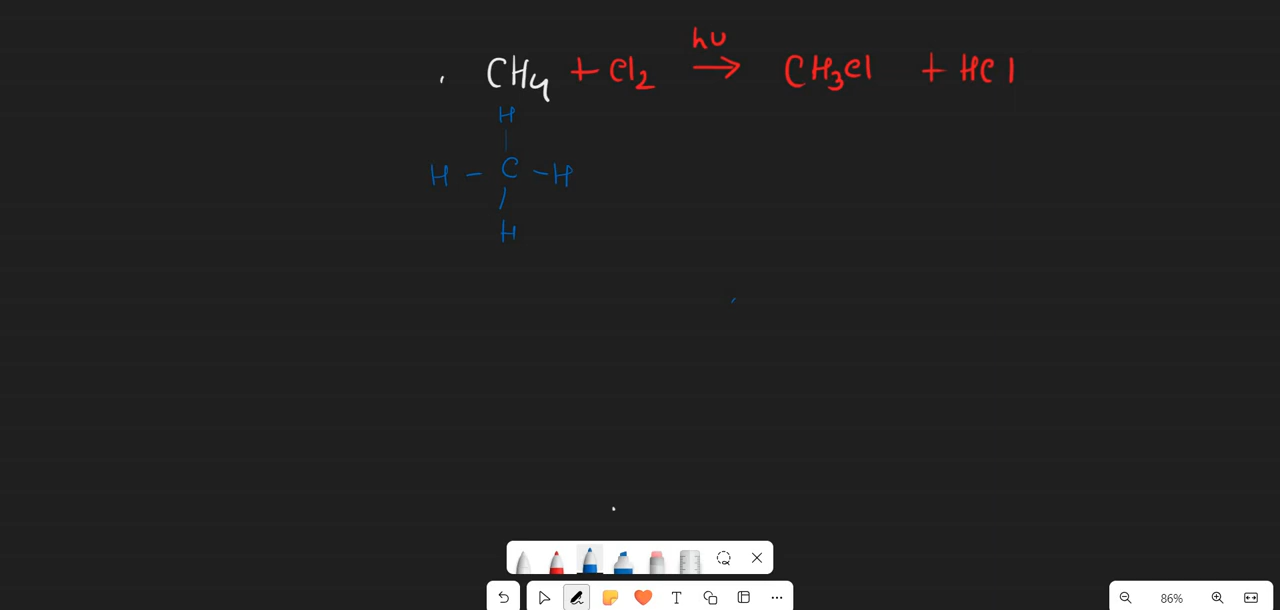 CH4 + Cl2 hυ → CH3Cl + HCl
H
|
H - C - H
/
H
T
86%